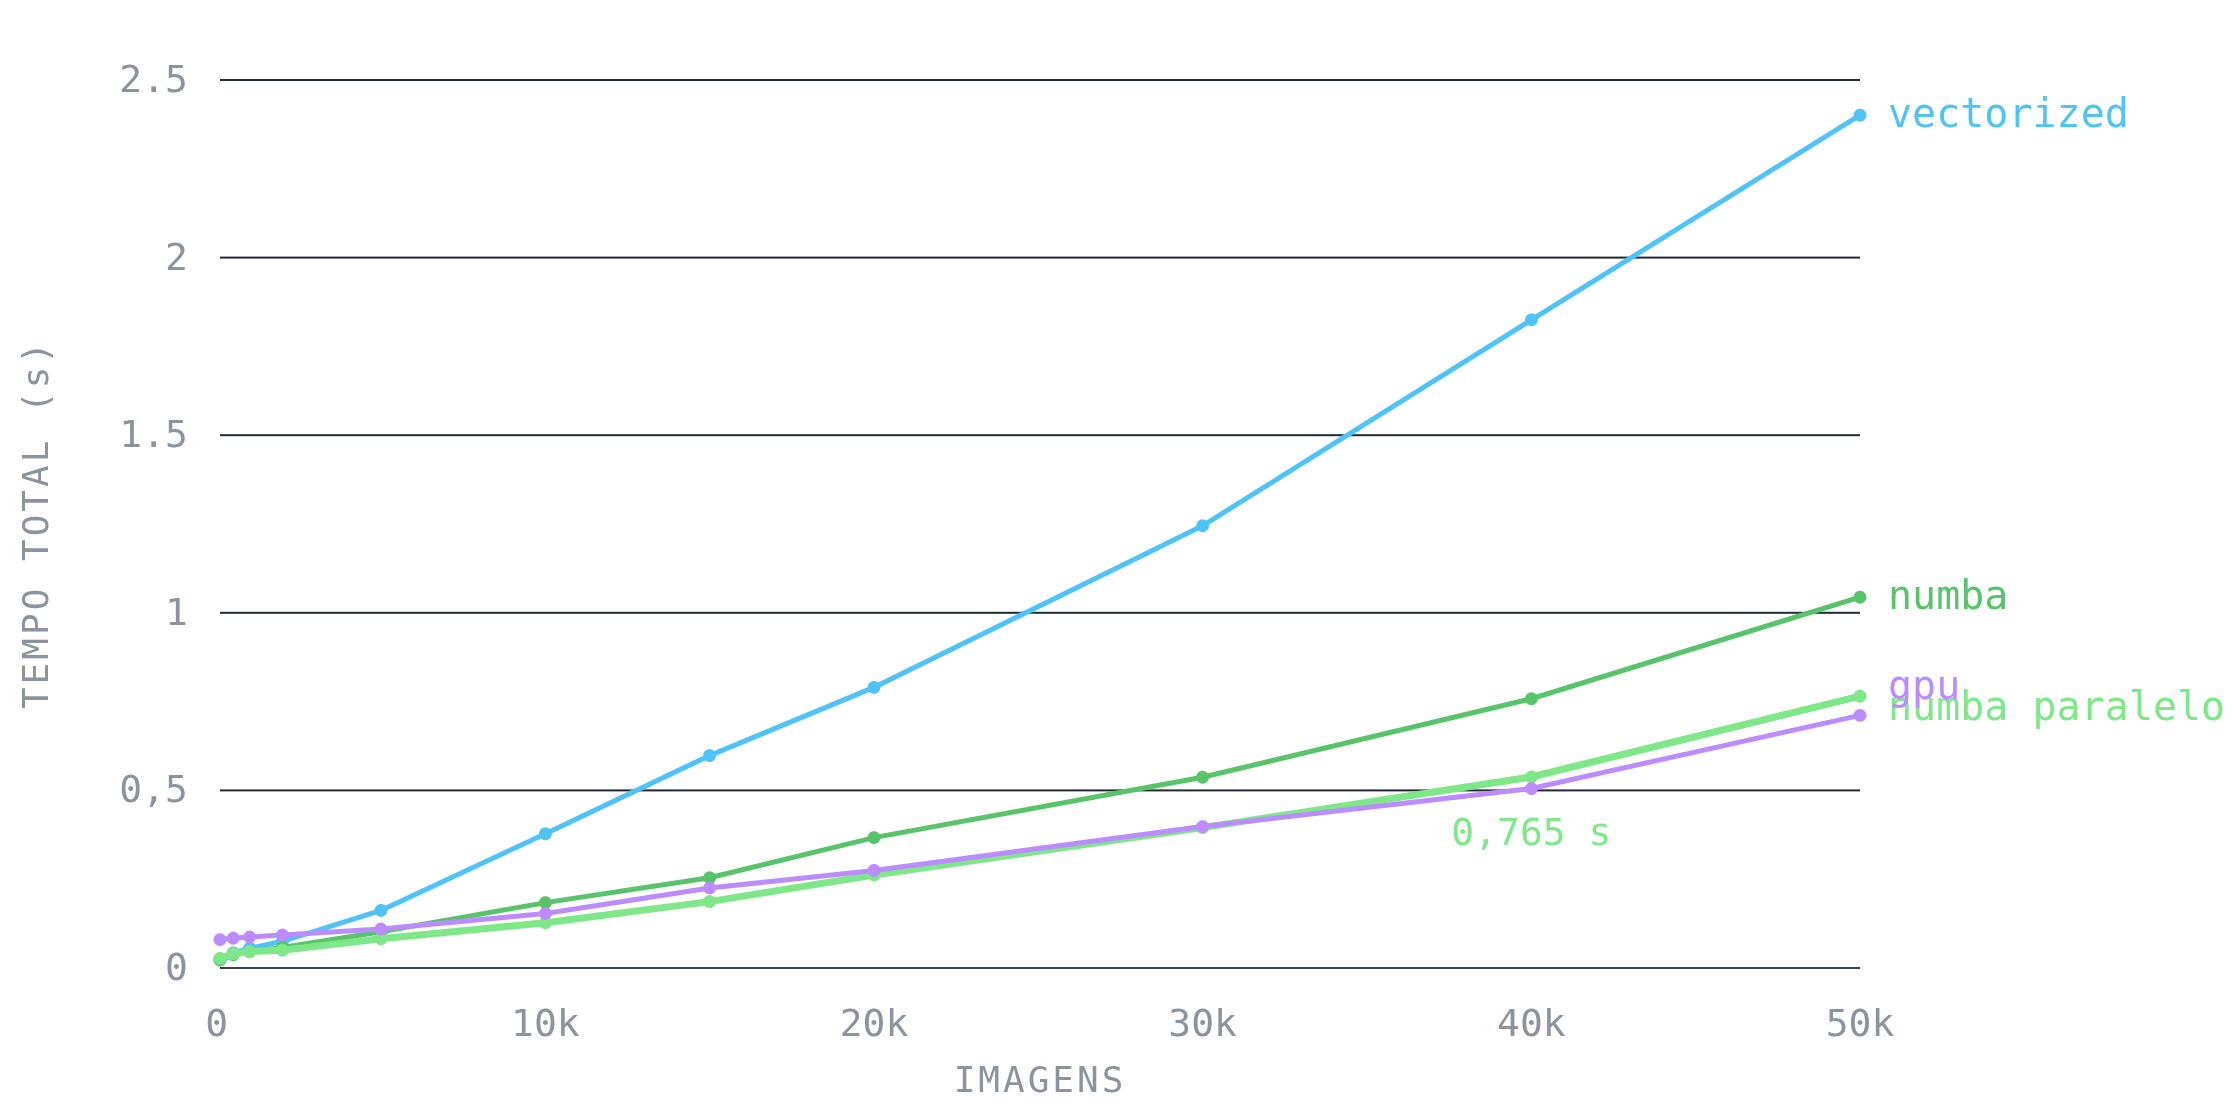 2.5
vectorized
2
TEMPO TOTAL (s)
1.5
1
numba
gpu
numba paralelo
0,5
0,765 s
0
0 10k 20k 30k 40k 50k
IMAGENS